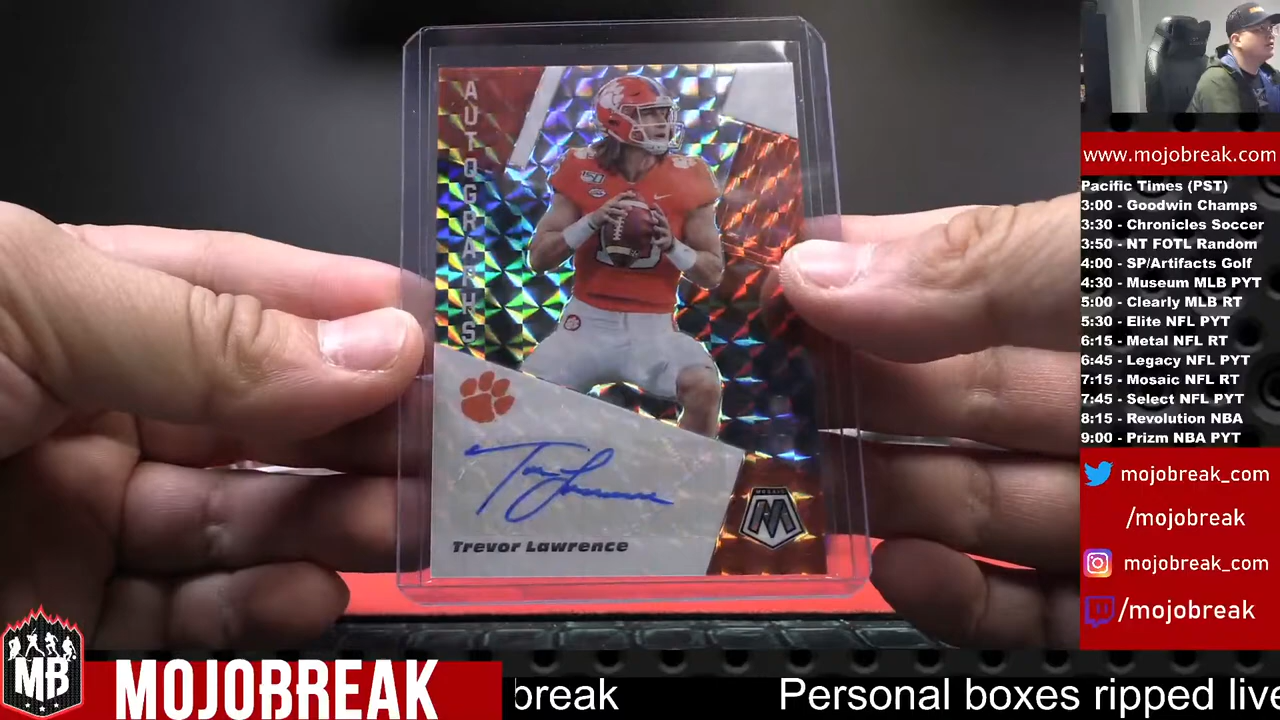 AUTOGRAPHS
150
MOSAIC
M
Trevor Lawrence
www.mojobreak.com
Pacific Times (PST)
3:00 - Goodwin Champs
3:30 - Chronicles Soccer
3:50 - NT FOTL Random
4:00 - SP/Artifacts Golf
4:30 - Museum MLB PYT
5:00 - Clearly MLB RT
5:30 - Elite NFL PYT
6:15 - Metal NFL RT
6:45 - Legacy NFL PYT
7:15 - Mosaic NFL RT
7:45 - Select NFL PYT
8:15 - Revolution NBA
9:00 - Prizm NBA PYT
mojobreak_com
/mojobreak
mojobreak_com
/mojobreak
MB
MOJOBREAK
break
Personal boxes ripped live